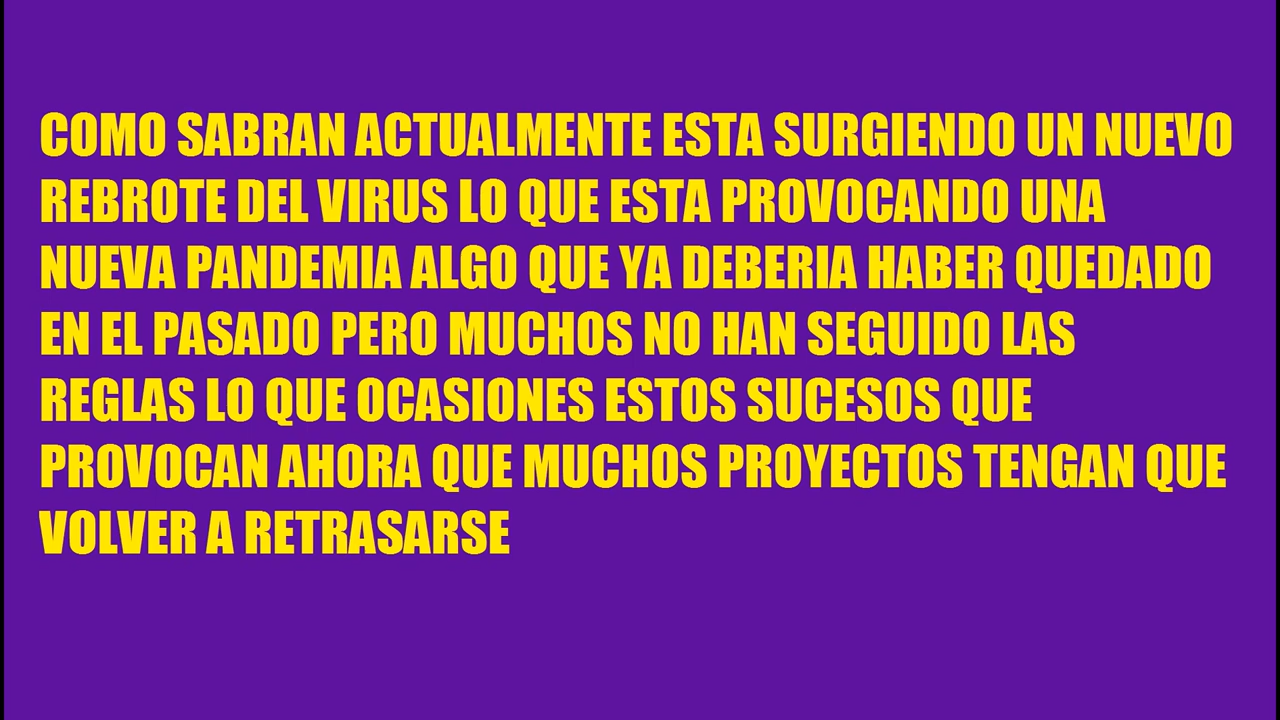 COMO SABRAN ACTUALMENTE ESTA SURGIENDO UN NUEVO
REBROTE DEL VIRUS LO QUE ESTA PROVOCANDO UNA
NUEVA PANDEMIA ALGO QUE YA DEBERIA HABER QUEDADO
EN EL PASADO PERO MUCHOS NO HAN SEGUIDO LAS
REGLAS LO QUE OCASIONES ESTOS SUCESOS QUE
PROVOCAN AHORA QUE MUCHOS PROYECTOS TENGAN QUE
VOLVER A RETRASARSE